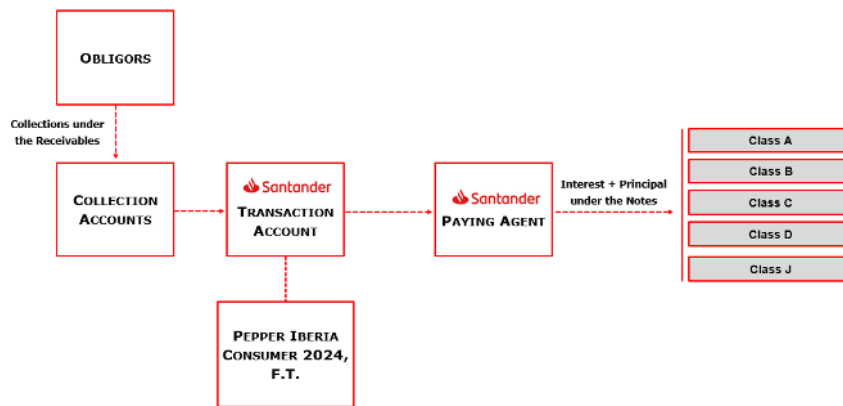 OBLIGORS
Collections under
the Receivables
COLLECTION
ACCOUNTS
Santander
TRANSACTION
ACCOUNT
Santander
PAYING AGENT
Interest + Principal
under the Notes
Class A
Class B
Class C
Class D
Class J
PEPPER IBERIA
CONSUMER 2024,
F.T.